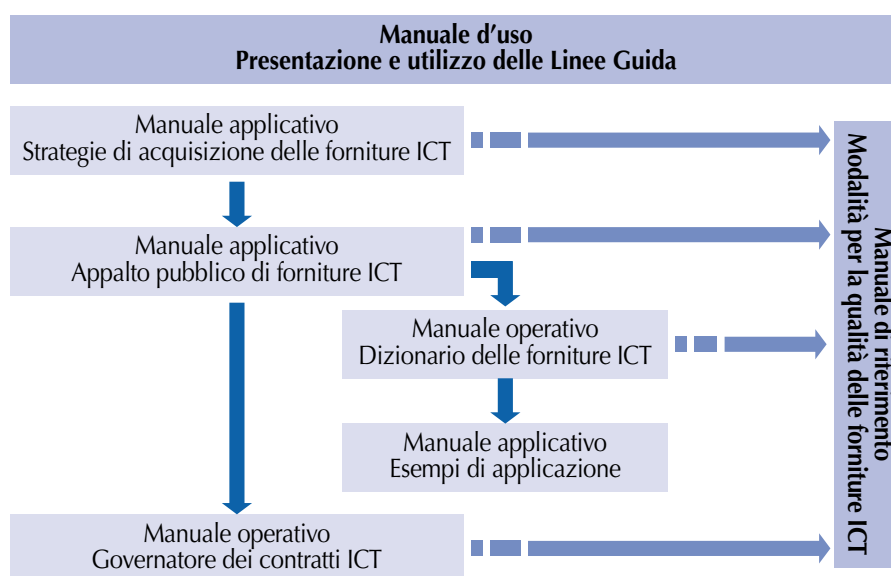 Manuale d’uso
Presentazione e utilizzo delle Linee Guida
Manuale applicativo
Strategie di acquisizione delle forniture ICT
Manuale applicativo
Appalto pubblico di forniture ICT
Manuale operativo
Dizionario delle forniture ICT
Manuale applicativo
Esempi di applicazione
Manuale operativo
Governatore dei contratti ICT
Manuale di riferimento
Modalità per la qualità delle forniture ICT